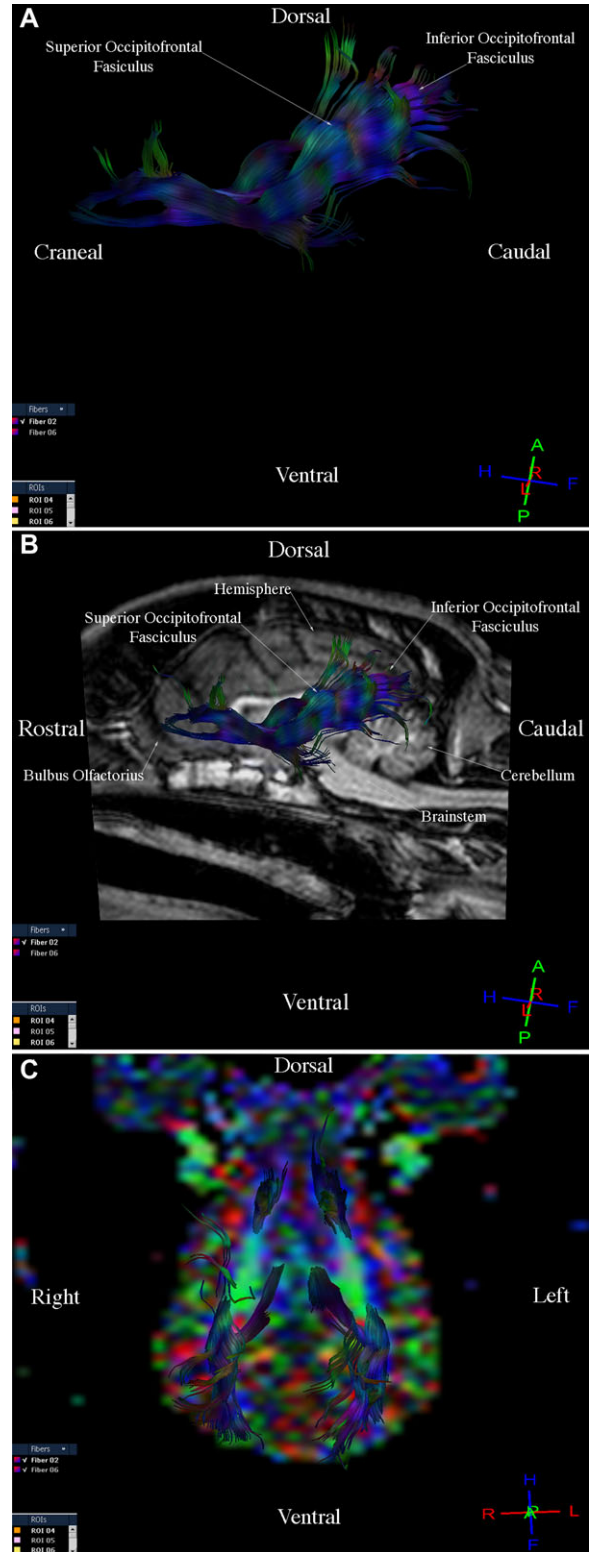 A
Dorsal
Superior Occipitofrontal
Fasiculus
Inferior Occipitofrontal
Fasiculus
Craneal
Caudal
Fibers
Fiber 02
Fiber 06
ROIs
ROI 04
ROI 05
ROI 06
Ventral
A
H
R
L
F
P
B
Dorsal
Hemisphere
Superior Occipitofrontal
Fasciculus
Inferior Occipitofrontal
Fasciculus
Rostral
Caudal
Bulbus Olfactorius
Cerebellum
Brainstem
Fibers
Fiber 02
Fiber 06
ROIs
ROI 04
ROI 05
ROI 06
Ventral
A
H
R
L
F
P
C
Dorsal
Right
Left
Fibers
Fiber 02
Fiber 06
ROIs
ROI 04
ROI 05
ROI 06
Ventral
H
R
A
L
F